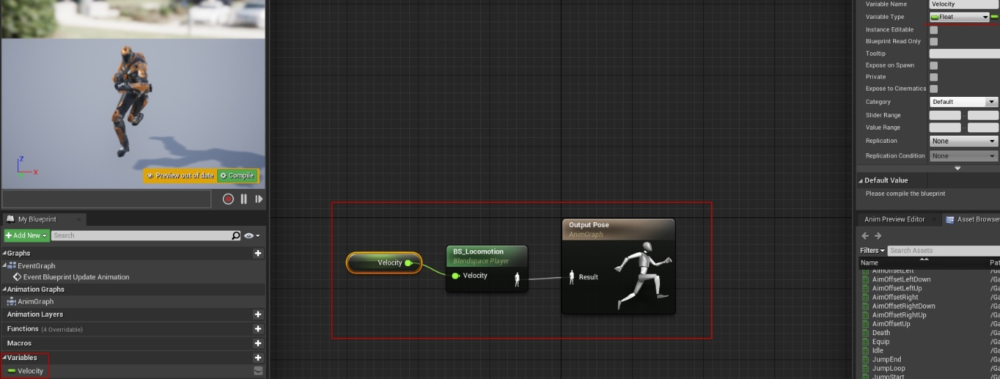 Z
X
Preview out of date
Compile
My Blueprint
Add New
Search
Graphs
EventGraph
Event Blueprint Update Animation
Animation Graphs
AnimGraph
Animation Layers
Functions (4 Overridable)
Macros
Variables
Velocity
Velocity
BS_Locomotion
Blendspace Player
Velocity
Output Pose
AnimGraph
Result
Variable Name Velocity
Variable Type Float
Instance Editable
Blueprint Read Only
Tooltip
Expose on Spawn
Private
Expose to Cinematics
Category Default
Slider Range
Value Range
Replication None
Replication Condition None
Default Value
Please compile the blueprint
Anim Preview Editor Asset Browser
Filters Search Assets
Name Pat
AimOffsetLeft /Ga
AimOffsetLeftDown /Ga
AimOffsetLeftUp /Ga
AimOffsetRight /Ga
AimOffsetRightDown /Ga
AimOffsetRightUp /Ga
AimOffsetUp /Ga
Death /Ga
Equip /Ga
Idle /Ga
JumpEnd /Ga
JumpLoop /Ga
JumpStart /Ga